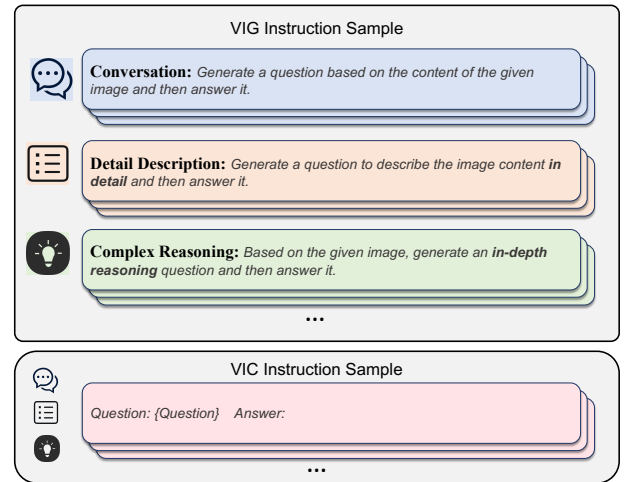 VIG Instruction Sample
Conversation: Generate a question based on the content of the given
image and then answer it.
Detail Description: Generate a question to describe the image content in
detail and then answer it.
Complex Reasoning: Based on the given image, generate an in-depth
reasoning question and then answer it.
...
VIC Instruction Sample
Question: {Question} Answer:
...